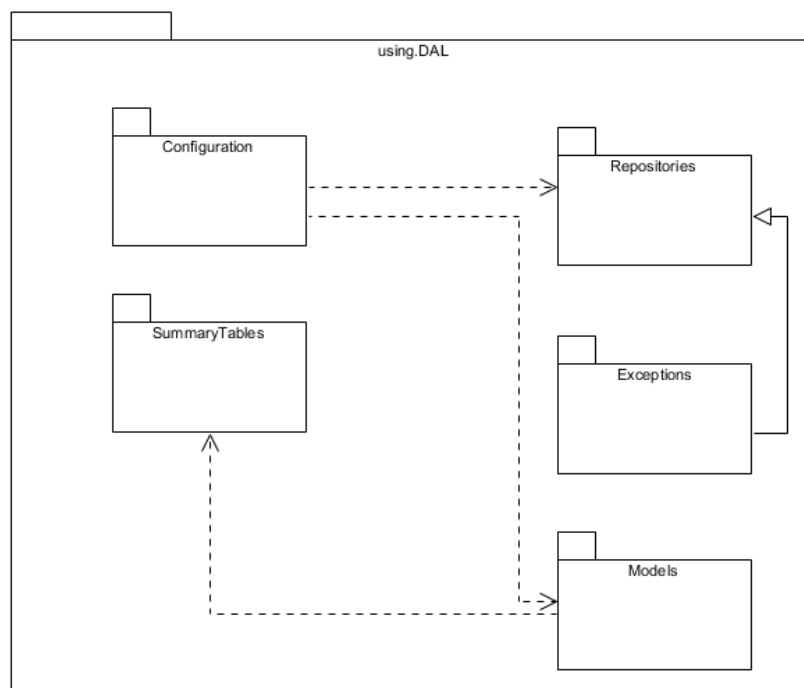 using.DAL
Configuration
Repositories
SummaryTables
Exceptions
Models